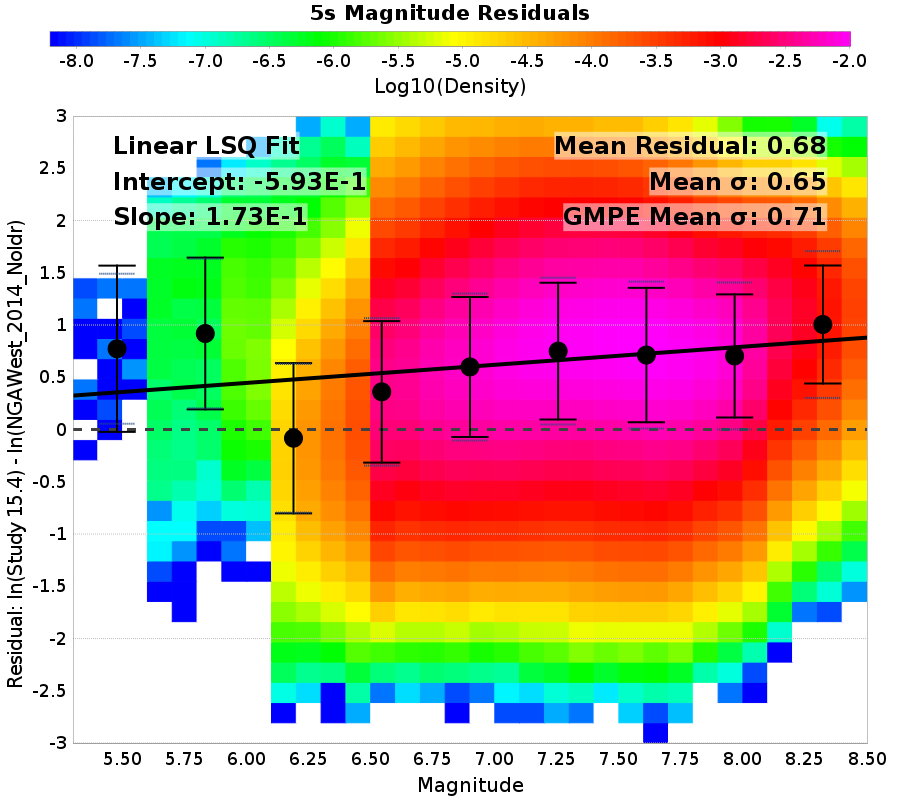 5s Magnitude Residuals
-8.0 -7.5 -7.0 -6.5 -6.0 -5.5 -5.0 -4.5 -4.0 -3.5 -3.0 -2.5 -2.0
Log10(Density)
Residual: ln(Study 15.4) - ln(NGAWest_2014_NoIdr)
3
2.5
2
1.5
1
0.5
0
-0.5
-1
-1.5
-2
-2.5
-3
Linear LSQ Fit
Intercept: -5.93E-1
Slope: 1.73E-1
Mean Residual: 0.68
Mean σ: 0.65
GMPE Mean σ: 0.71
5.50 5.75 6.00 6.25 6.50 6.75 7.00 7.25 7.50 7.75 8.00 8.25 8.50
Magnitude